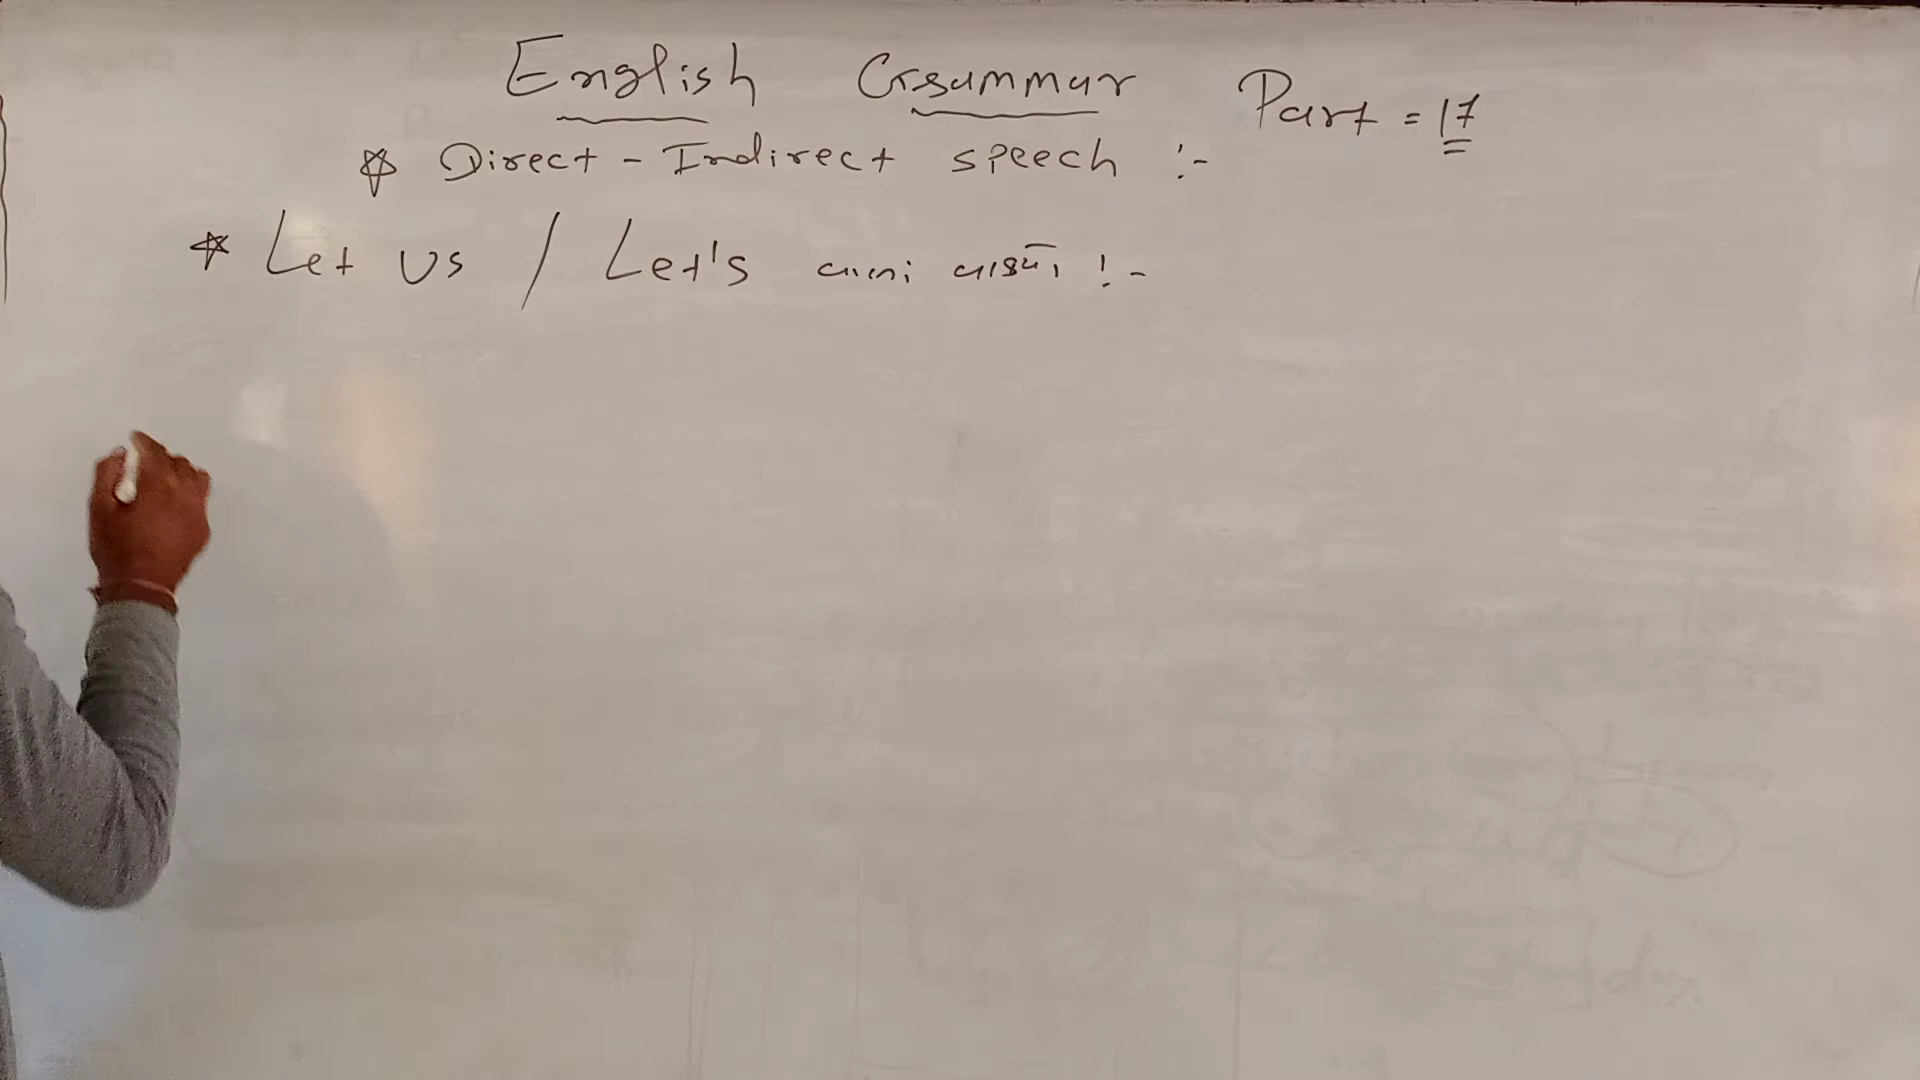 English Grammar Part = 17
☆ Direct - Indirect speech :-
☆ Let us / Let's વાળાં વાક્યો :-